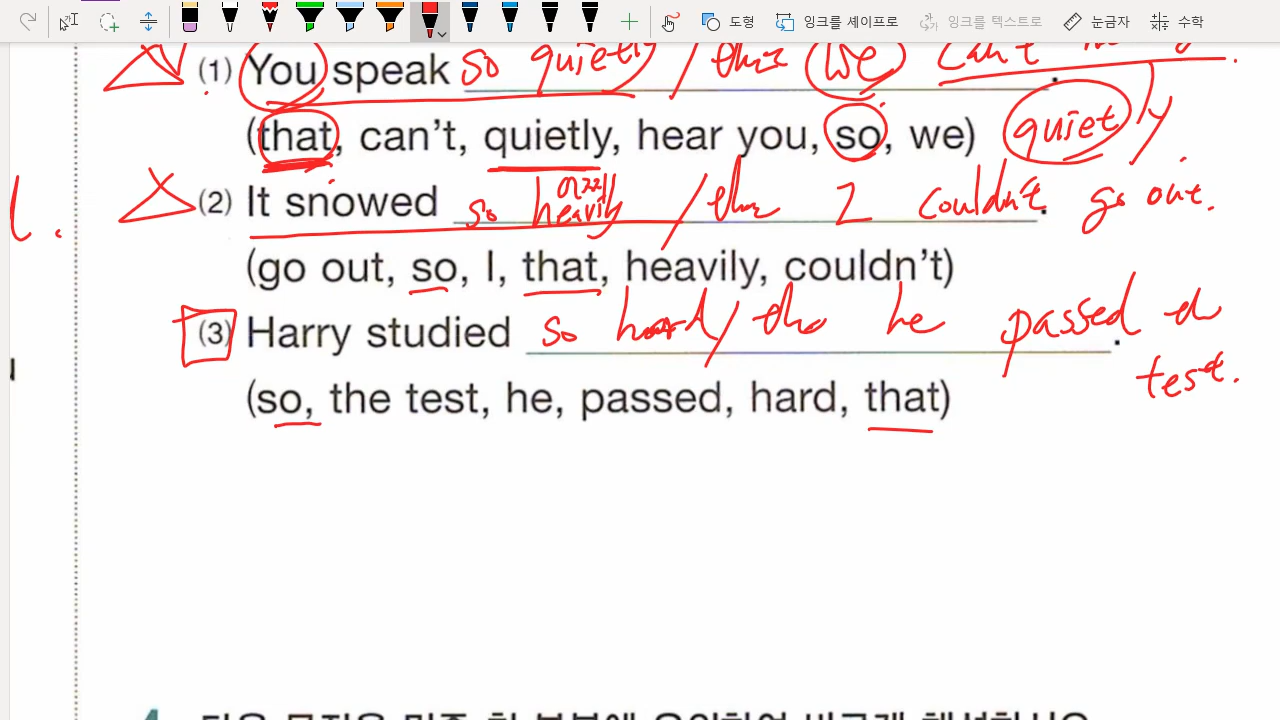 도형 잉크를 셰이프로 잉크를 텍스트로 눈금자 수학
(1) You speak so quietly / that we can't
(that, can't, quietly, hear you, so, we) quiet ly
(2) It snowed so heavily / that I couldn't go out.
(go out, so, I, that, heavily, couldn't)
(3) Harry studied so hard / that he passed the
test.
(so, the test, he, passed, hard, that)